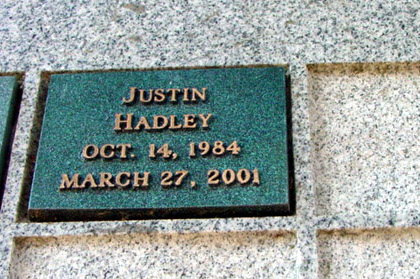 JUSTIN
HADLEY
OCT. 14, 1984
MARCH 27, 2001